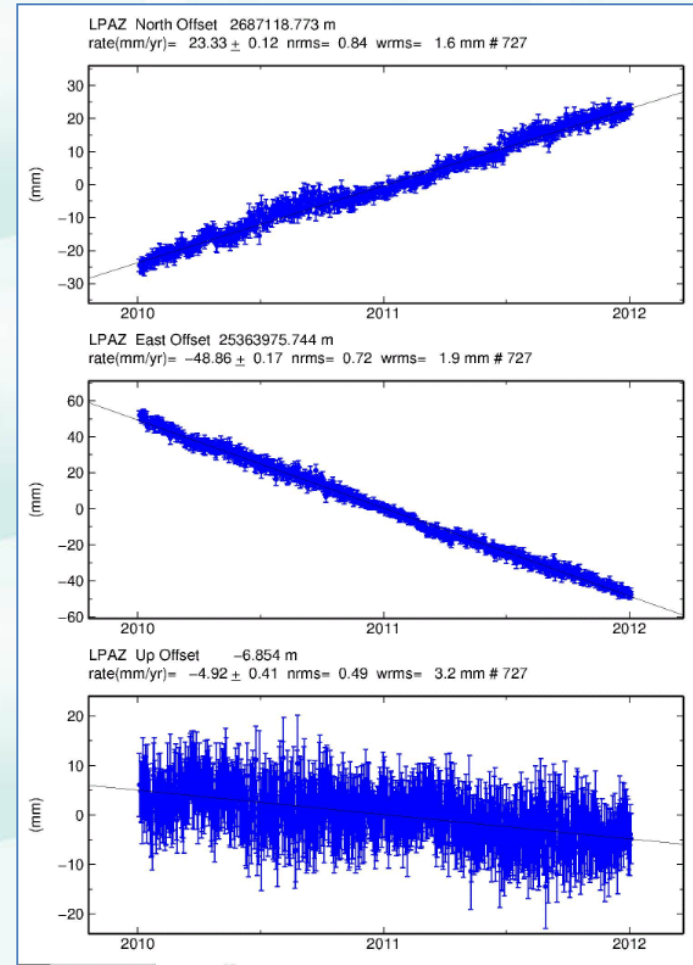 LPAZ North Offset 2687118.773 m
rate(mm/yr)= 23.33 ± 0.12 nrms= 0.84 wrms= 1.6 mm # 727
30
20
10
0
−10
−20
−30
(mm)
2010 2011 2012
LPAZ East Offset 25363975.744 m
rate(mm/yr)= −48.86 ± 0.17 nrms= 0.72 wrms= 1.9 mm # 727
60
40
20
0
−20
−40
−60
(mm)
2010 2011 2012
LPAZ Up Offset −6.854 m
rate(mm/yr)= −4.92 ± 0.41 nrms= 0.49 wrms= 3.2 mm # 727
20
10
0
−10
−20
(mm)
2010 2011 2012